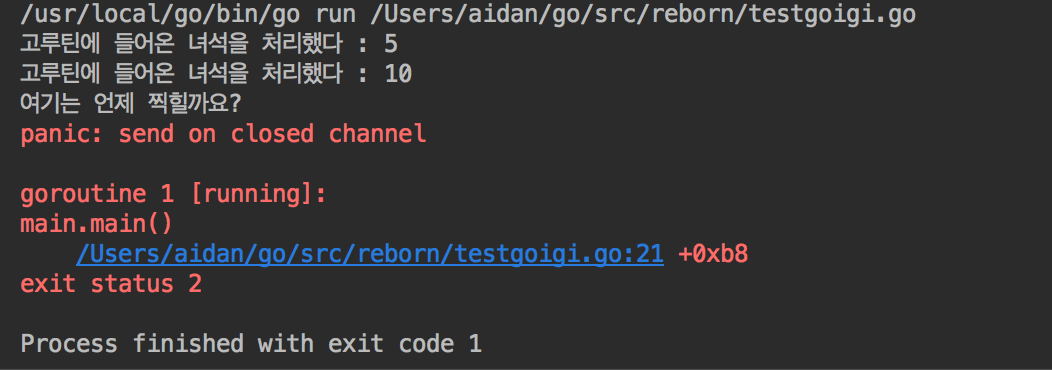 /usr/local/go/bin/go run /Users/aidan/go/src/reborn/testgoigi.go
고루틴에 들어온 녀석을 처리했다 : 5
고루틴에 들어온 녀석을 처리했다 : 10
여기는 언제 찍힐까요?
panic: send on closed channel
goroutine 1 [running]:
main.main()
/Users/aidan/go/src/reborn/testgoigi.go:21 +0xb8
exit status 2
Process finished with exit code 1